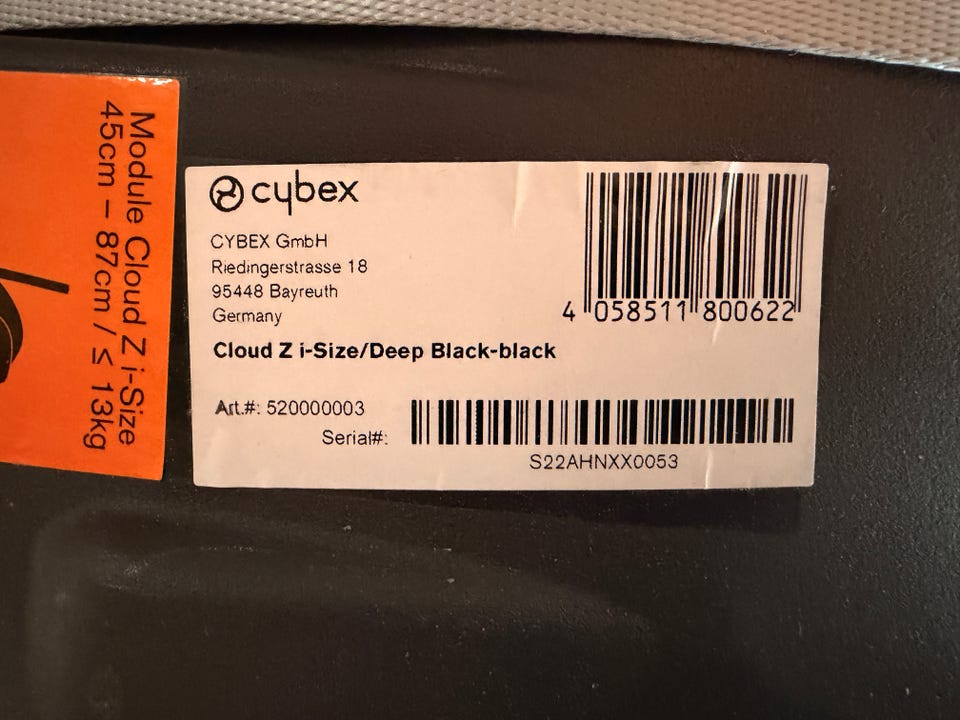 Module Cloud Z i-Size
45cm – 87cm / ≤ 13kg
cybex
CYBEX GmbH
Riedingerstrasse 18
95448 Bayreuth
Germany
4 058511 800622
Cloud Z i-Size/Deep Black-black
Art.#: 520000003
Serial#:
S22AHNXX0053